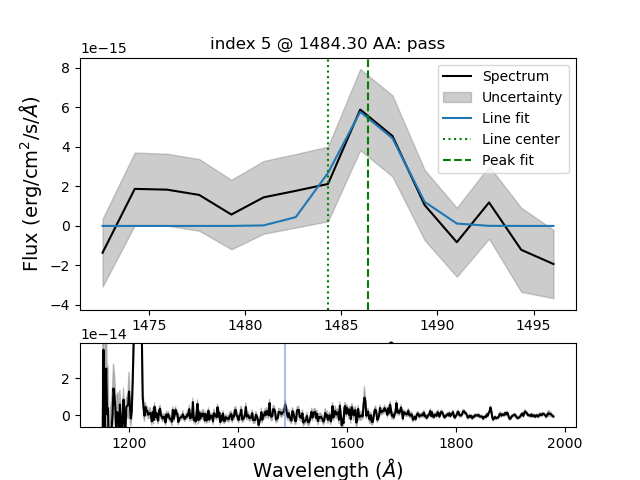 index 5 @ 1484.30 AA: pass
1e−15
8
6
4
2
0
−2
−4
Flux (erg/cm²/s/Å)
Spectrum
Uncertainty
Line fit
Line center
Peak fit
1475 1480 1485 1490 1495
1e−14
2
0
1200 1400 1600 1800 2000
Wavelength (Å)